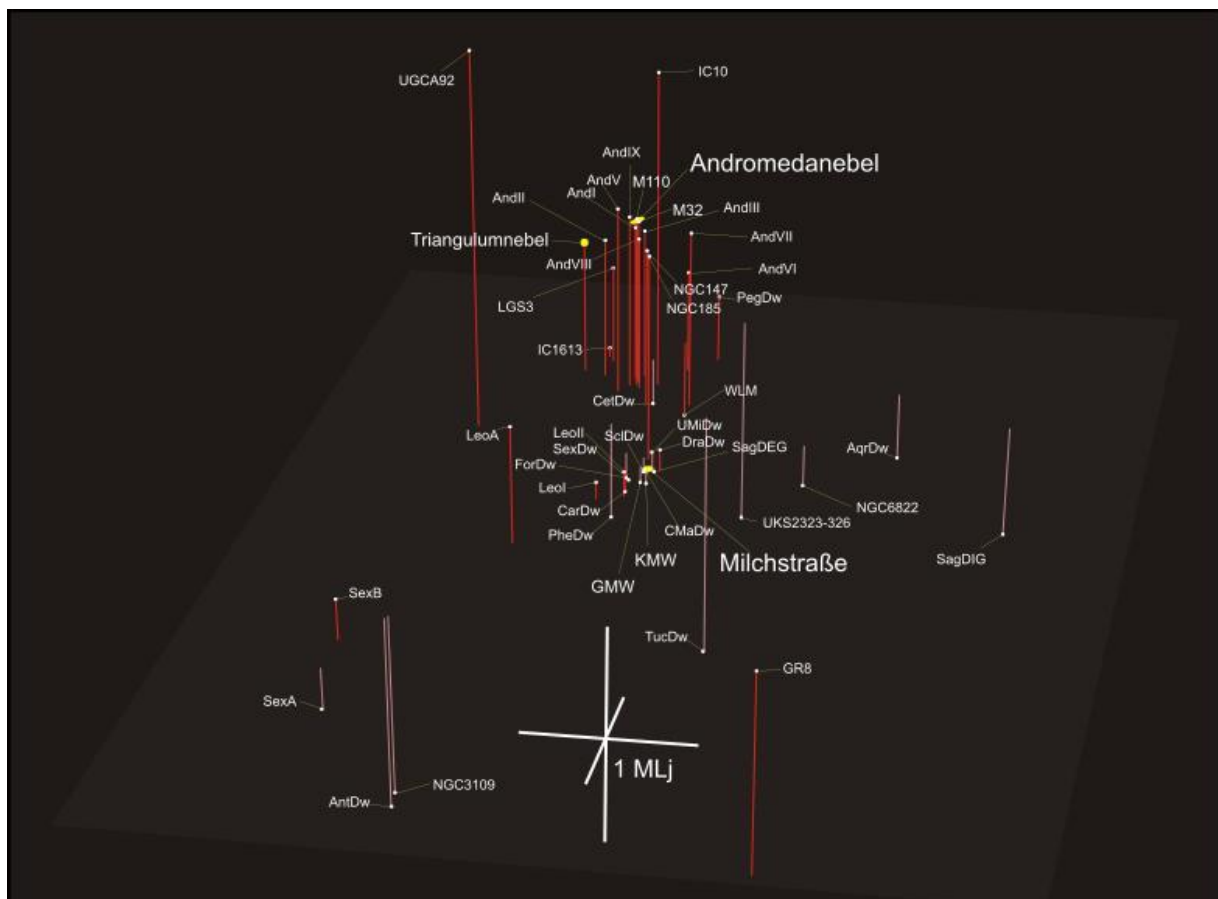 UGCA92
IC10
AndIX
Andromedanebel
AndV
M110
AndI
AndII
M32
AndIII
Triangulumnebel
AndVII
AndVIII
AndVI
NGC147
PegDw
LGS3
NGC185
IC1613
CetDw
WLM
LeoA
LeoII
SclDw
UMiDw
SexDw
DraDw
SagDEG
AqrDw
ForDw
LeoI
CarDw
NGC6822
UKS2323-326
PheDw
CMaDw
KMW
Milchstraße
SagDIG
GMW
SexB
TucDw
GR8
SexA
1 MLj
NGC3109
AntDw